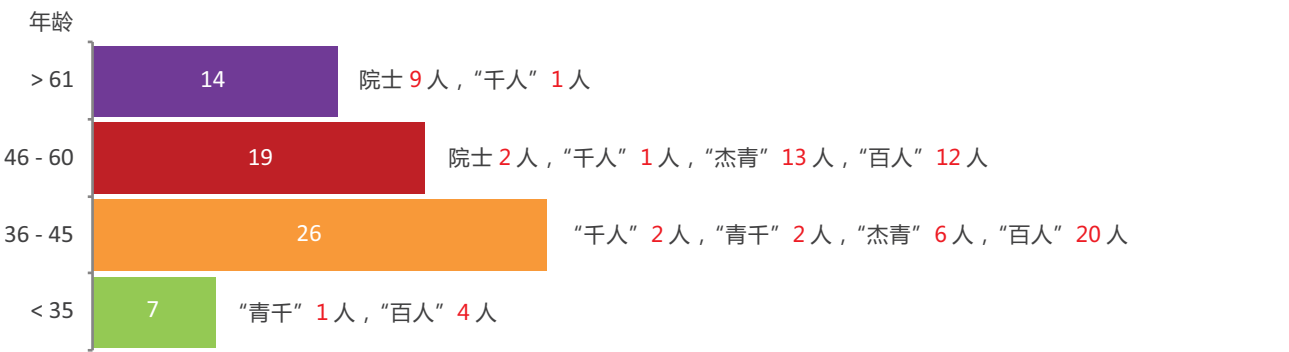 年龄
> 61 14 院士 9 人，“千人” 1 人
46 - 60 19 院士 2 人，“千人” 1 人，“杰青” 13 人，“百人” 12 人
36 - 45 26 “千人” 2 人，“青千” 2 人，“杰青” 6 人，“百人” 20 人
< 35 7 “青千” 1 人，“百人” 4 人